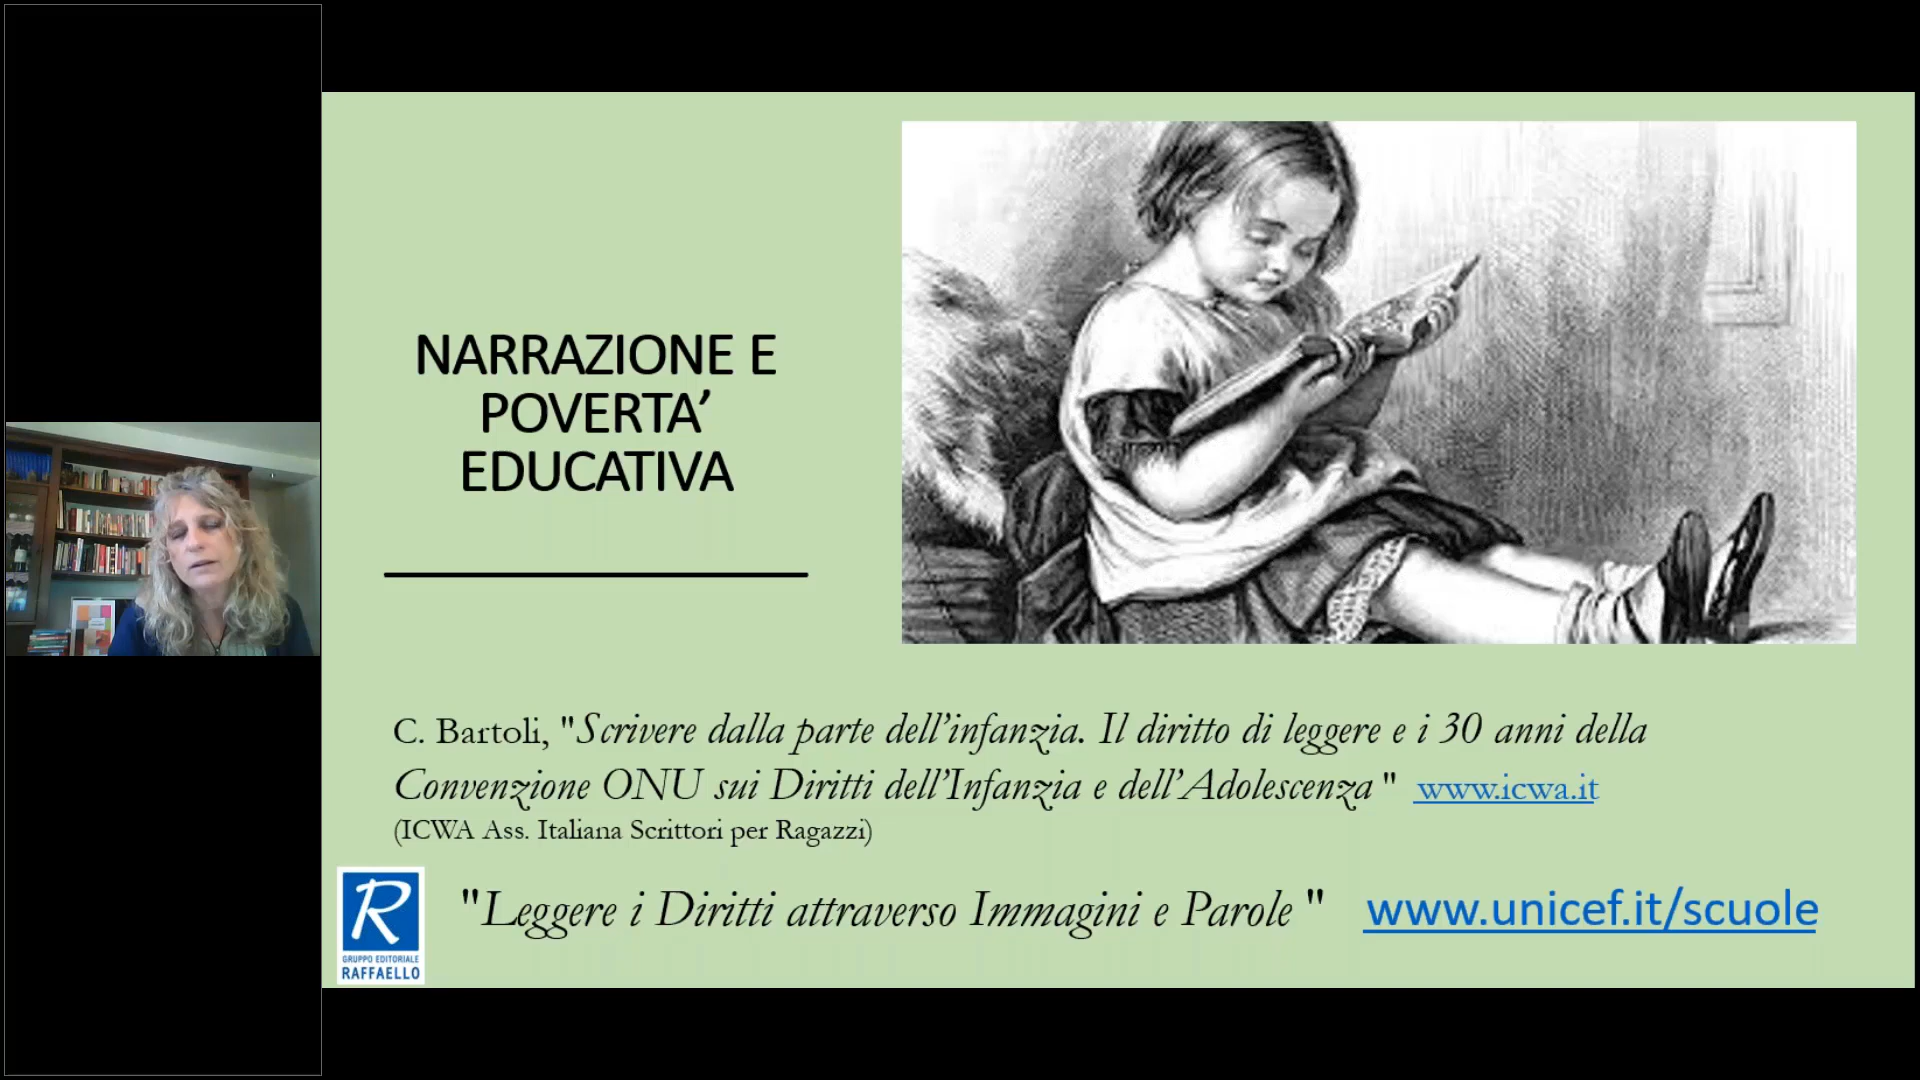 NARRAZIONE E
POVERTA’
EDUCATIVA
C. Bartoli, "Scrivere dalla parte dell’infanzia. Il diritto di leggere e i 30 anni della
Convenzione ONU sui Diritti dell’Infanzia e dell’Adolescenza " www.icwa.it
(ICWA Ass. Italiana Scrittori per Ragazzi)
"Leggere i Diritti attraverso Immagini e Parole " www.unicef.it/scuole
R
GRUPPO EDITORIALE
RAFFAELLO